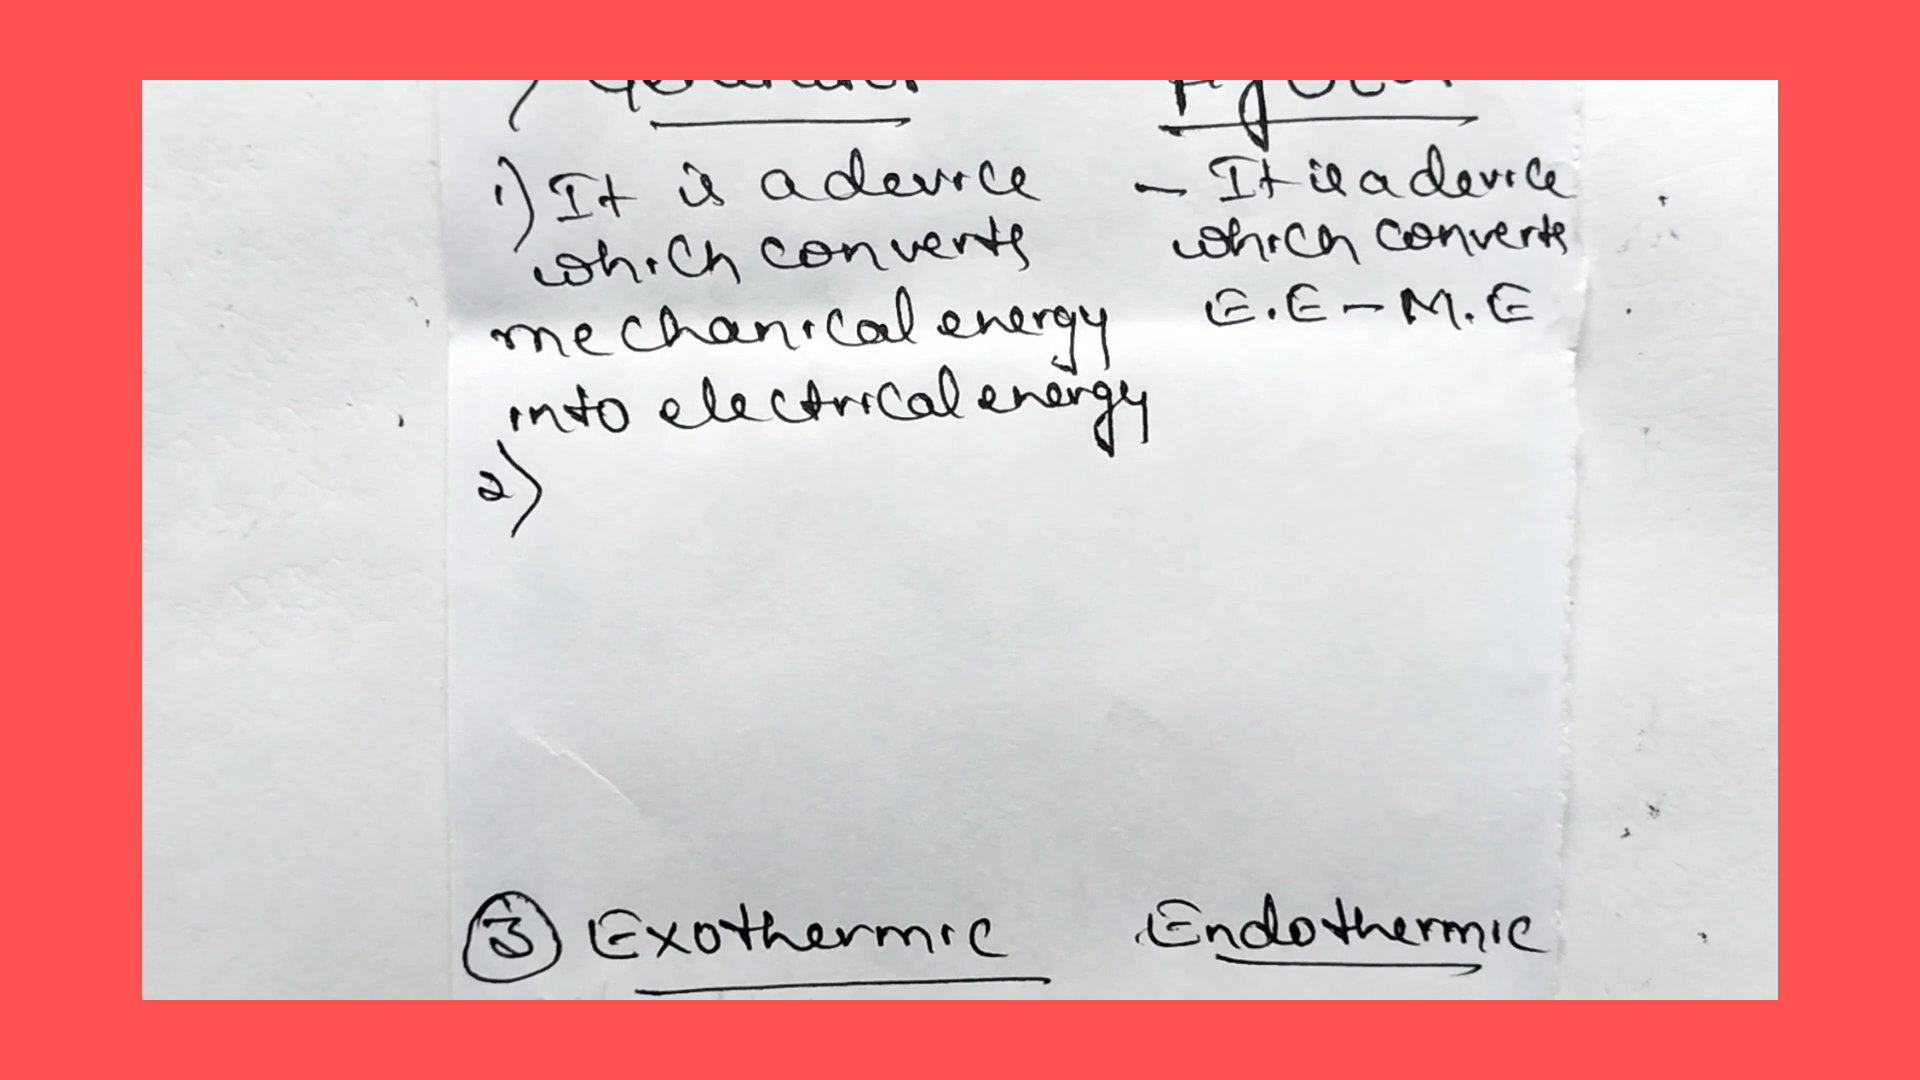 1) It is a device
which converts
mechanical energy
into electrical energy
2)
- It is a device
which converts
E.E - M.E
3 Exothermic Endothermic